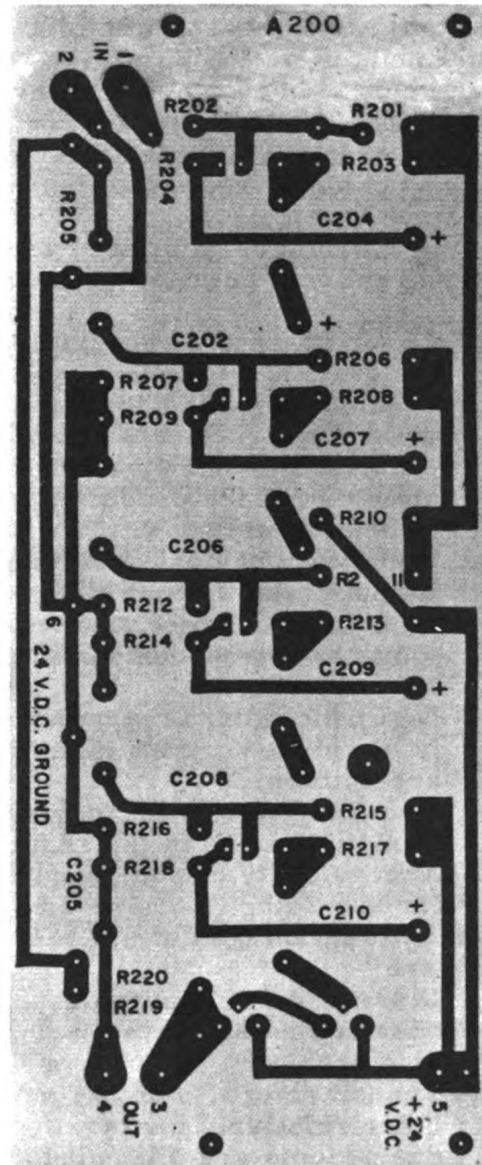 A200
2 IN 1
R202
R201
R204
R203
R205
C204 +
+
C202
R206
R207
R208
R209
C207 +
R210
C206
R2 11
R212
6
R214
R213
24 V.D.C. GROUND
C209 +
C208
R215
R216
R217
R218
C205
C210 +
R220
R219
4 OUT 3
5
+24
V.D.C.